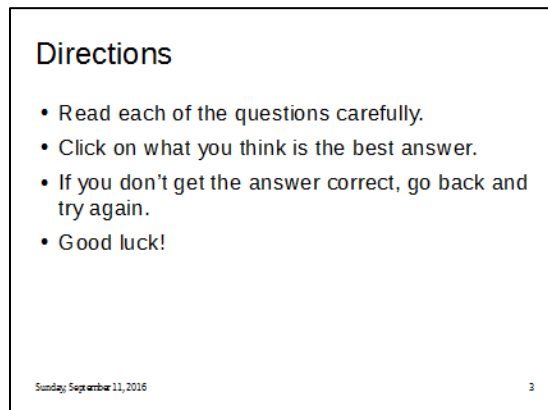 Directions
• Read each of the questions carefully.
• Click on what you think is the best answer.
• If you don't get the answer correct, go back and
try again.
• Good luck!
Sunday, September 11, 2016
3